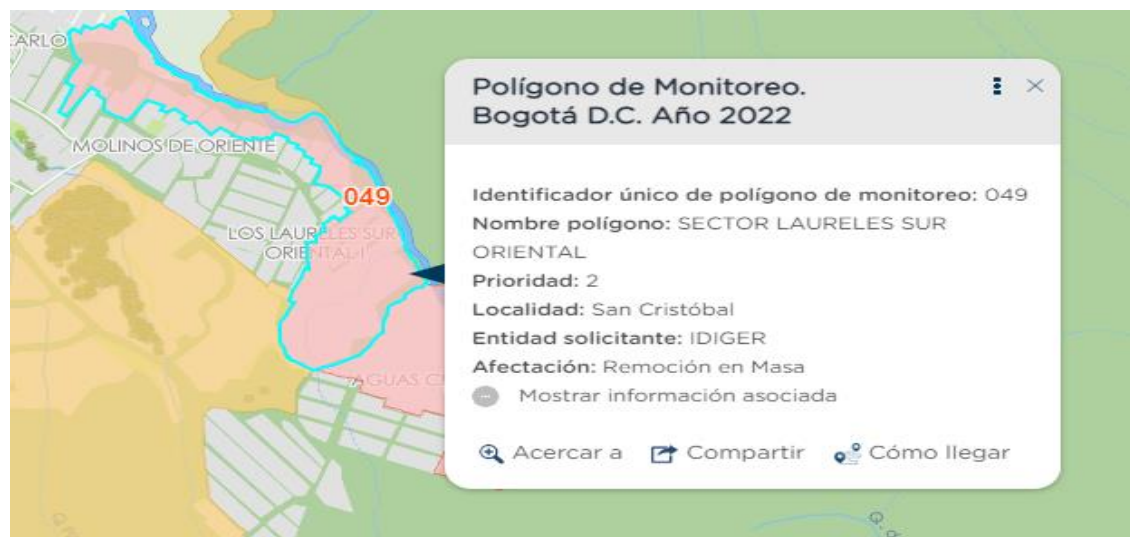 ARLO
MOLINOS DE ORIENTE
049
LOS LAURELES SUR
ORIENTAL I
AGUAS C
Polígono de Monitoreo.
Bogotá D.C. Año 2022
Identificador único de polígono de monitoreo: 049
Nombre polígono: SECTOR LAURELES SUR
ORIENTAL
Prioridad: 2
Localidad: San Cristóbal
Entidad solicitante: IDIGER
Afectación: Remoción en Masa
Mostrar información asociada
Acercar a Compartir Cómo llegar